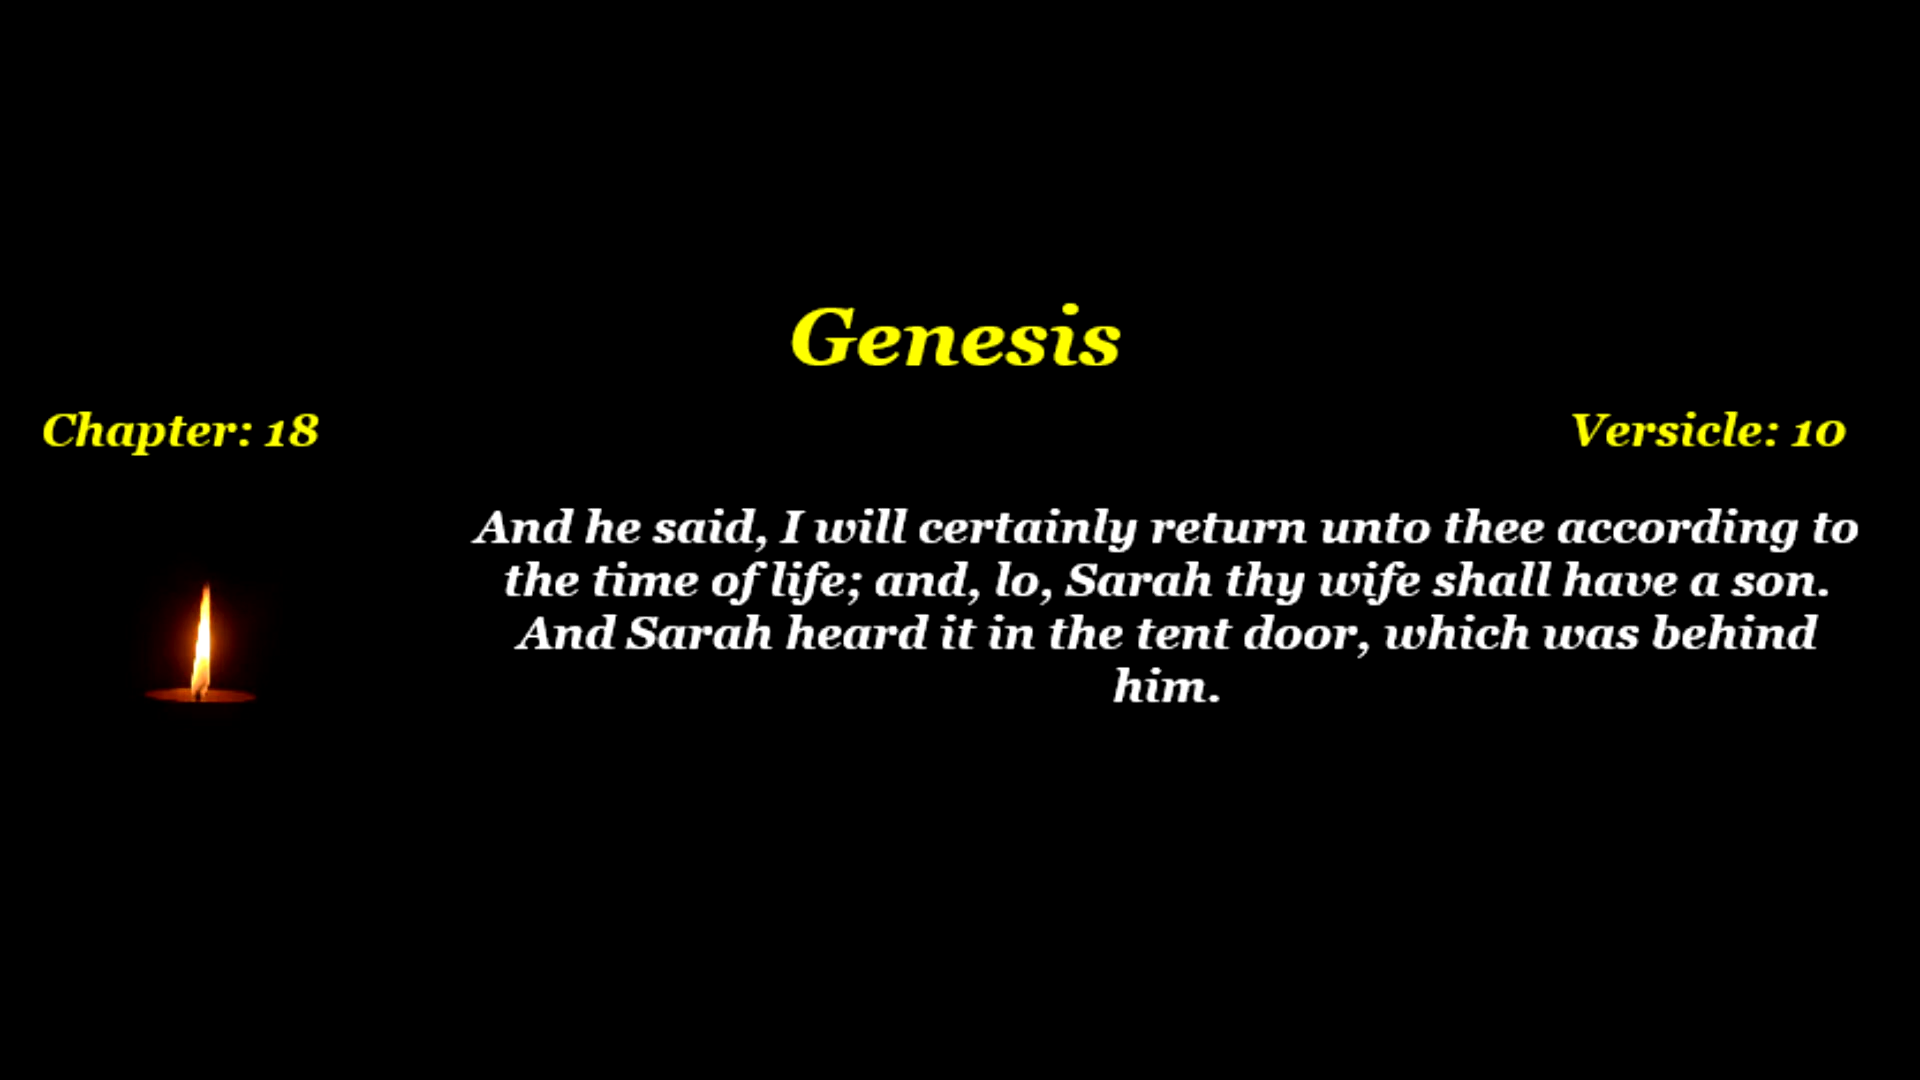 Genesis
Chapter: 18
Versicle: 10
And he said, I will certainly return unto thee according to
the time of life; and, lo, Sarah thy wife shall have a son.
And Sarah heard it in the tent door, which was behind
him.